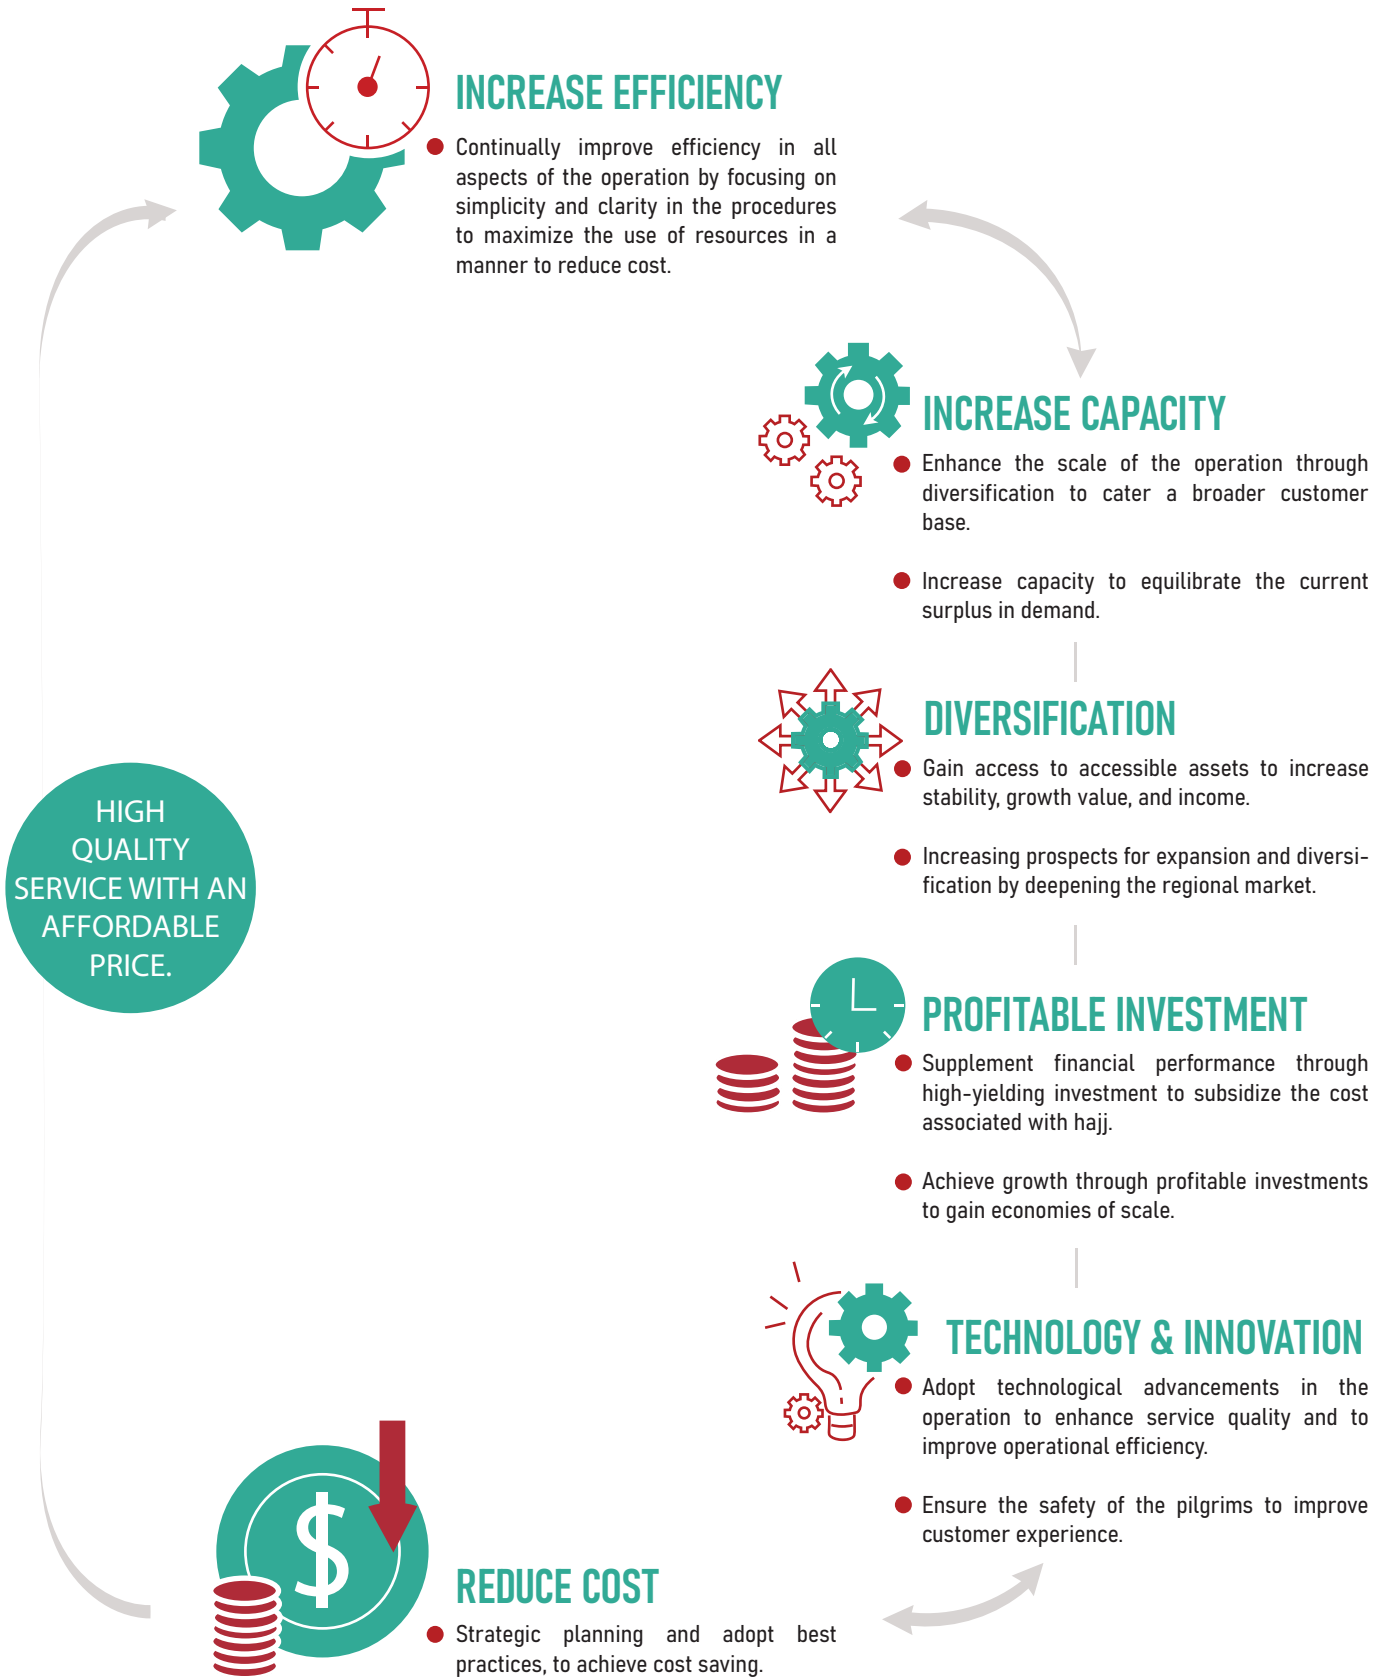 INCREASE EFFICIENCY
Continually improve efficiency in all
aspects of the operation by focusing on
simplicity and clarity in the procedures
to maximize the use of resources in a
manner to reduce cost.
INCREASE CAPACITY
Enhance the scale of the operation through
diversification to cater a broader customer
base.
Increase capacity to equilibrate the current
surplus in demand.
DIVERSIFICATION
Gain access to accessible assets to increase
stability, growth value, and income.
Increasing prospects for expansion and diversi-
fication by deepening the regional market.
HIGH
QUALITY
SERVICE WITH AN
AFFORDABLE
PRICE.
PROFITABLE INVESTMENT
Supplement financial performance through
high-yielding investment to subsidize the cost
associated with hajj.
Achieve growth through profitable investments
to gain economies of scale.
TECHNOLOGY & INNOVATION
Adopt technological advancements in the
operation to enhance service quality and to
improve operational efficiency.
Ensure the safety of the pilgrims to improve
customer experience.
$
REDUCE COST
Strategic planning and adopt best
practices, to achieve cost saving.